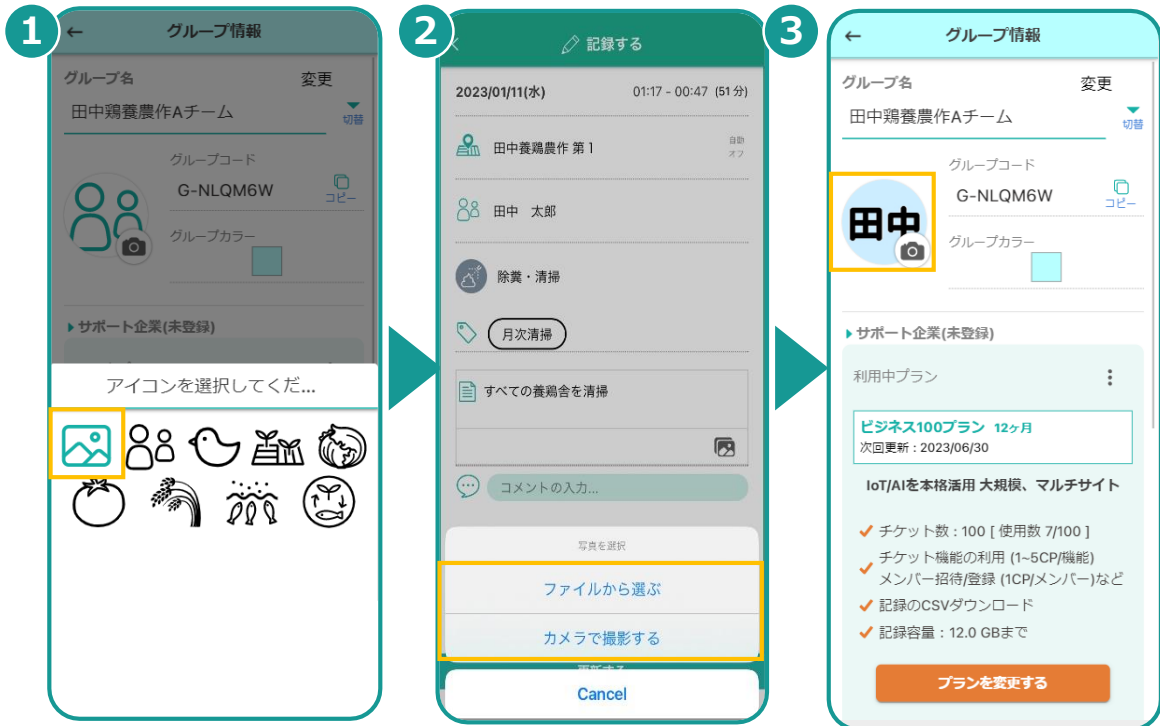 1
←
グループ情報
グループ名
変更
田中鶏養農作Aチーム
切替
グループコード
G-NLQM6W
コピー
グループカラー
サポート企業(未登録)
アイコンを選択してくだ...
2
記録する
2023/01/11(水)
01:17 - 00:47 (51 分)
田中養鶏農作 第 1
自動
オフ
田中 太郎
除糞・清掃
月次清掃
すべての養鶏舎を清掃
コメントの入力...
写真を選択
ファイルから選ぶ
カメラで撮影する
更新する
Cancel
3
←
グループ情報
グループ名
変更
田中鶏養農作Aチーム
切替
グループコード
G-NLQM6W
コピー
田中
グループカラー
サポート企業(未登録)
利用中プラン
ビジネス100プラン 12ヶ月
次回更新 : 2023/06/30
IoT/AIを本格活用 大規模、マルチサイト
チケット数 : 100 [ 使用数 7/100 ]
チケット機能の利用 (1~5CP/機能)
メンバー招待/登録 (1CP/メンバー)など
記録のCSVダウンロード
記録容量 : 12.0 GBまで
プランを変更する